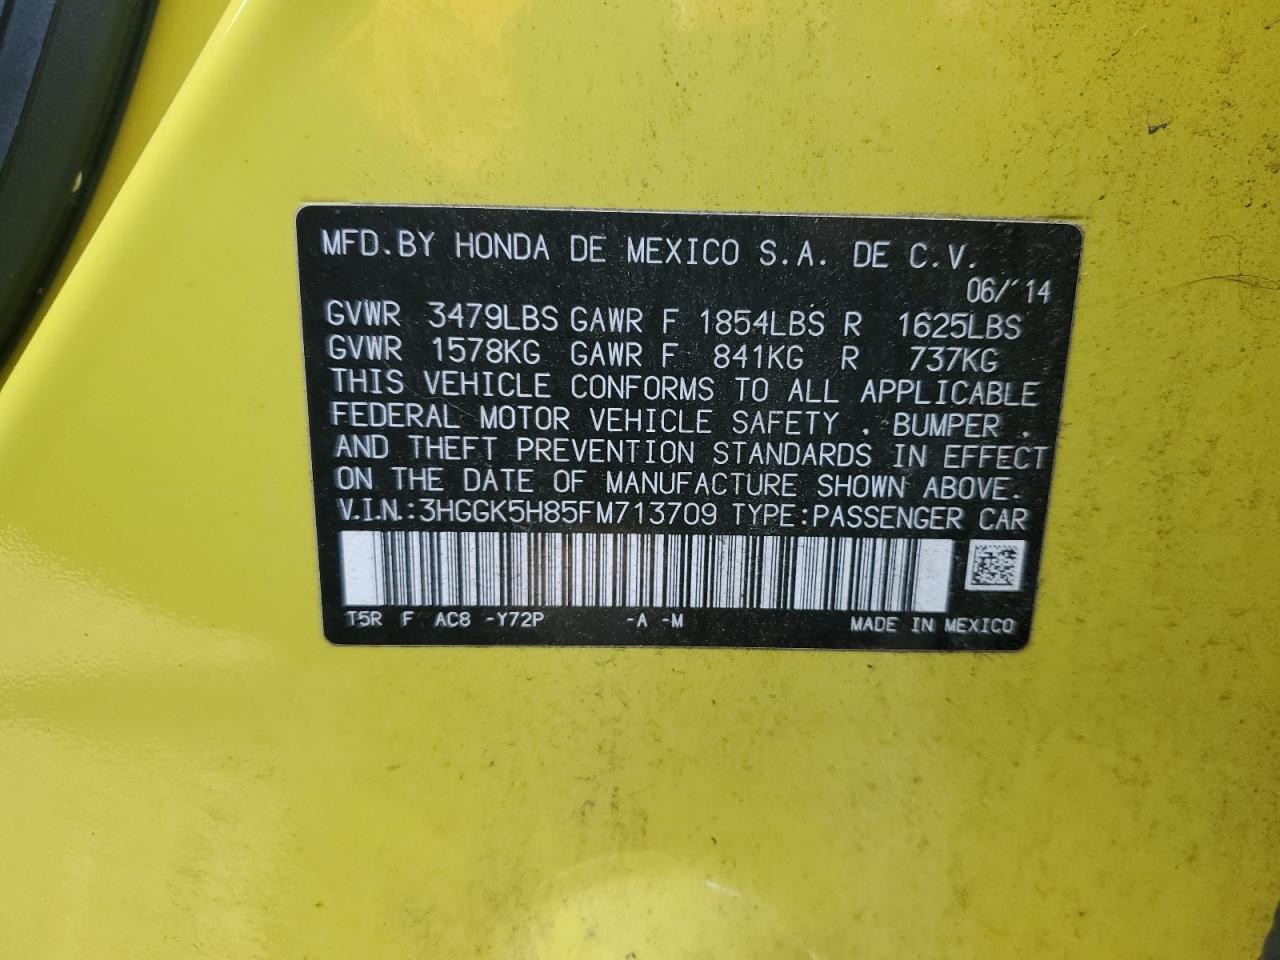 MFD.BY HONDA DE MEXICO S.A. DE C.V.
06/'14
GVWR 3479LBS GAWR F 1854LBS R 1625LBS
GVWR 1578KG GAWR F 841KG R 737KG
THIS VEHICLE CONFORMS TO ALL APPLICABLE
FEDERAL MOTOR VEHICLE SAFETY , BUMPER ,
AND THEFT PREVENTION STANDARDS IN EFFECT
ON THE DATE OF MANUFACTURE SHOWN ABOVE.
V.I.N.:3HGGK5H85FM713709 TYPE:PASSENGER CAR
T5R F AC8 -Y72P -A -M MADE IN MEXICO